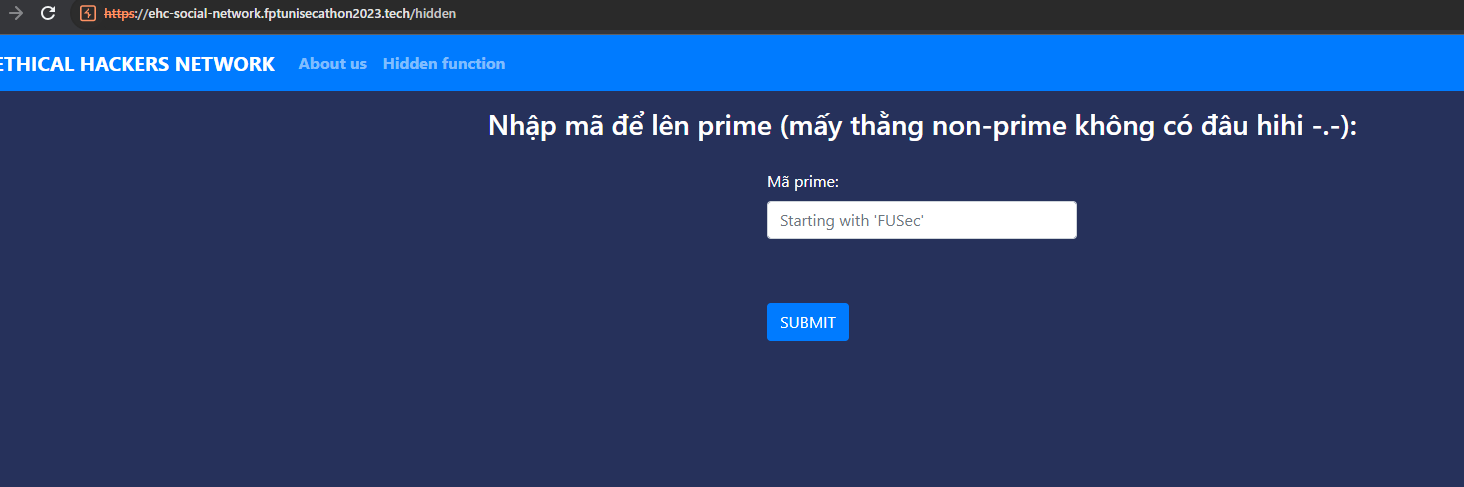 https://ehc-social-network.fptunisecathon2023.tech/hidden
ETHICAL HACKERS NETWORK About us Hidden function
Nhập mã để lên prime (mấy thằng non-prime không có đâu hihi -.-):
Mã prime:
Starting with 'FUSec'
SUBMIT